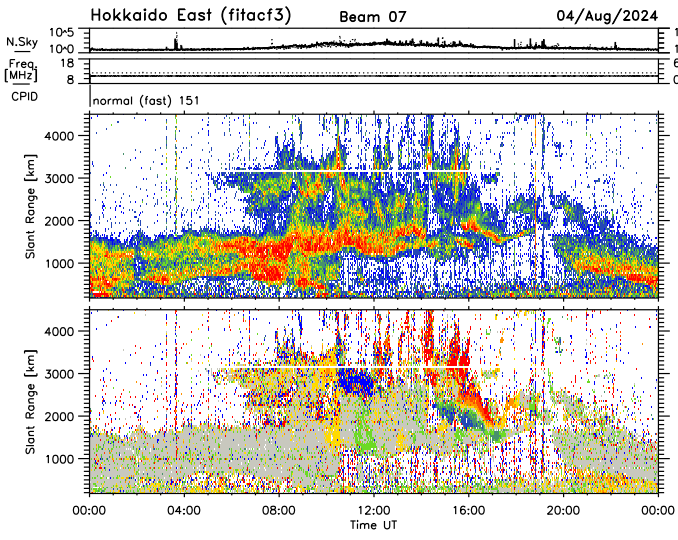 Hokkaido East (fitacf3) Beam 07 04/Aug/2024
N.Sky 10^5 10^0 1 1
Freq. [MHz] 18 8 6 0
CPID normal (fast) 151
Slant Range [km] 4000 3000 2000 1000
Slant Range [km] 4000 3000 2000 1000
00:00 04:00 08:00 12:00 16:00 20:00 00:00
Time UT